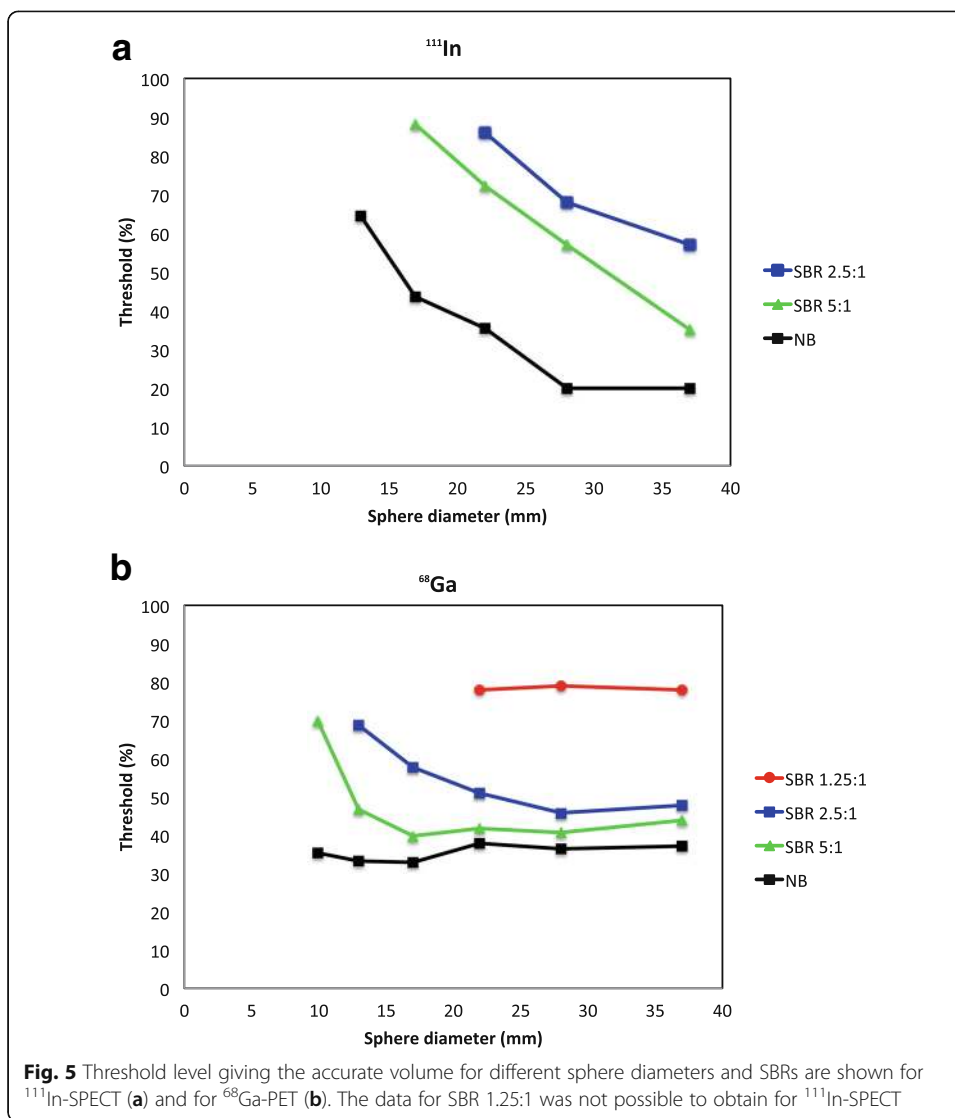 a
¹¹¹In
100
90
80
70
60
50
40
30
20
10
0
Threshold (%)
0 5 10 15 20 25 30 35 40
Sphere diameter (mm)
SBR 2.5:1
SBR 5:1
NB
b
⁶⁸Ga
100
90
80
70
60
50
40
30
20
10
0
Threshold (%)
0 5 10 15 20 25 30 35 40
Sphere diameter (mm)
SBR 1.25:1
SBR 2.5:1
SBR 5:1
NB
Fig. 5 Threshold level giving the accurate volume for different sphere diameters and SBRs are shown for
¹¹¹In-SPECT (a) and for ⁶⁸Ga-PET (b). The data for SBR 1.25:1 was not possible to obtain for ¹¹¹In-SPECT